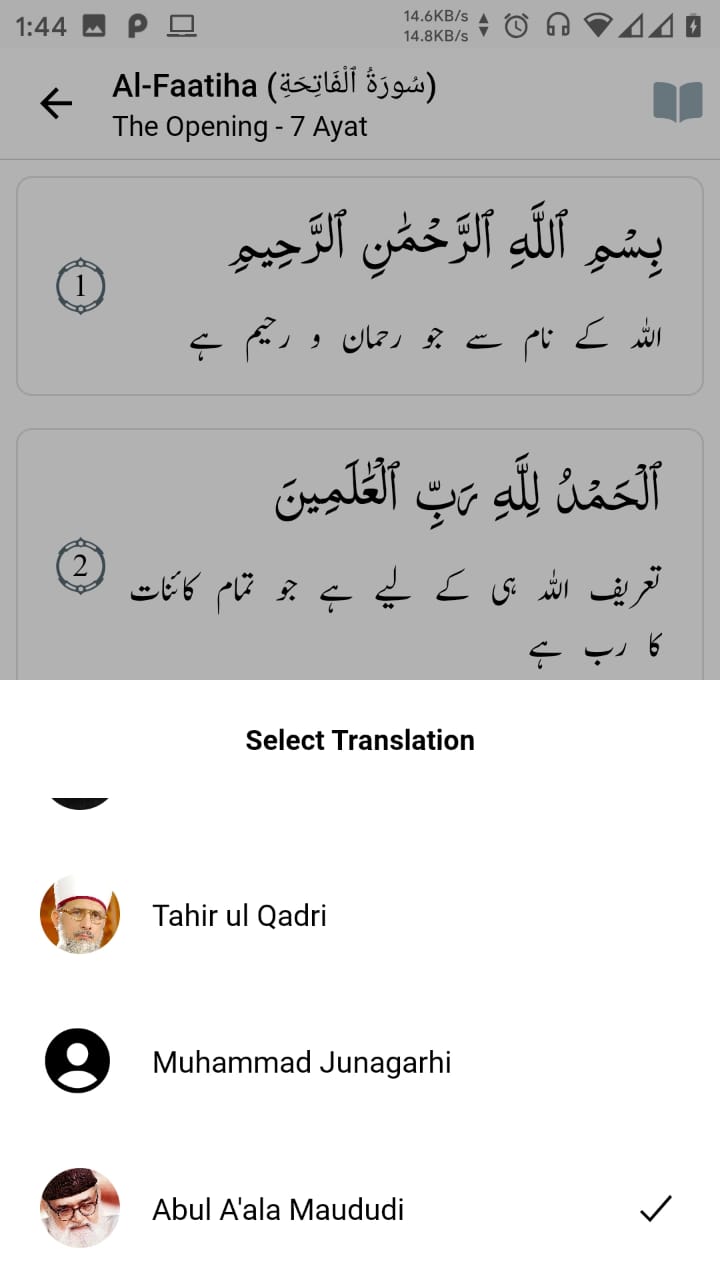 1:44
14.6KB/s
14.8KB/s
Al-Faatiha (سُورَةُ ٱلْفَاتِحَةِ)
The Opening - 7 Ayat
بِسْمِ ٱللَّهِ ٱلرَّحْمَٰنِ ٱلرَّحِيمِ
1
اللہ کے نام سے جو رحمان و رحیم ہے
ٱلْحَمْدُ لِلَّهِ رَبِّ ٱلْعَٰلَمِينَ
2
تعریف اللہ ہی کے لیے ہے جو تمام کائنات
کا رب ہے
Select Translation
Tahir ul Qadri
Muhammad Junagarhi
Abul A'ala Maududi